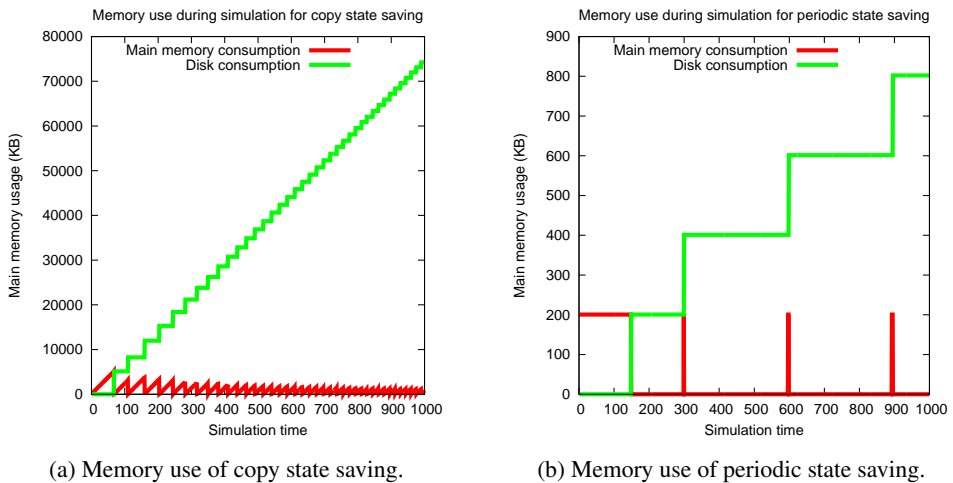 Memory use during simulation for copy state saving
80000
70000
60000
50000
40000
30000
20000
10000
0
Main memory usage (KB)
Main memory consumption
Disk consumption
0 100 200 300 400 500 600 700 800 900 1000
Simulation time
(a) Memory use of copy state saving.
Memory use during simulation for periodic state saving
900
800
700
600
500
400
300
200
100
0
Main memory usage (KB)
Main memory consumption
Disk consumption
0 100 200 300 400 500 600 700 800 900 1000
Simulation time
(b) Memory use of periodic state saving.